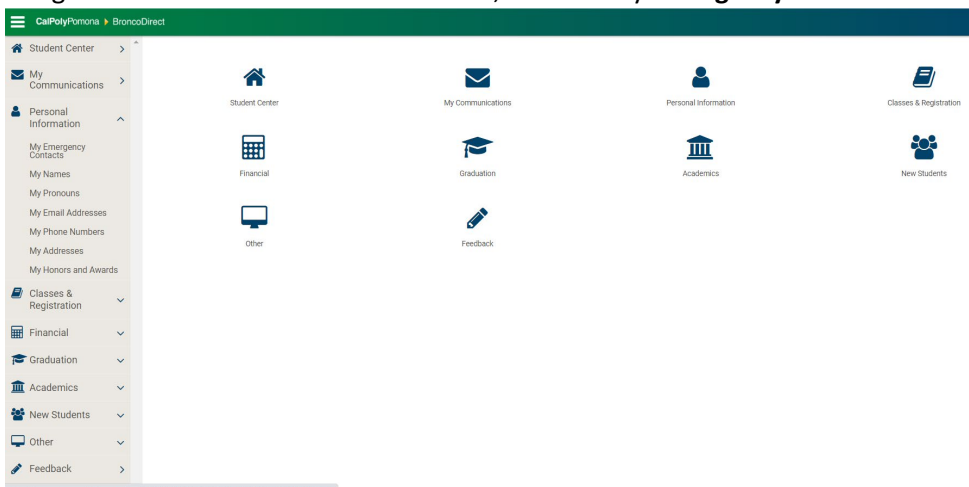 CalPolyPomona BroncoDirect
Student Center
My
Communications
Personal
Information
My Emergency
Contacts
My Names
My Pronouns
My Email Addresses
My Phone Numbers
My Addresses
My Honors and Awards
Classes &
Registration
Financial
Graduation
Academics
New Students
Other
Feedback
Student Center
My Communications
Personal Information
Classes & Registration
Financial
Graduation
Academics
New Students
Other
Feedback